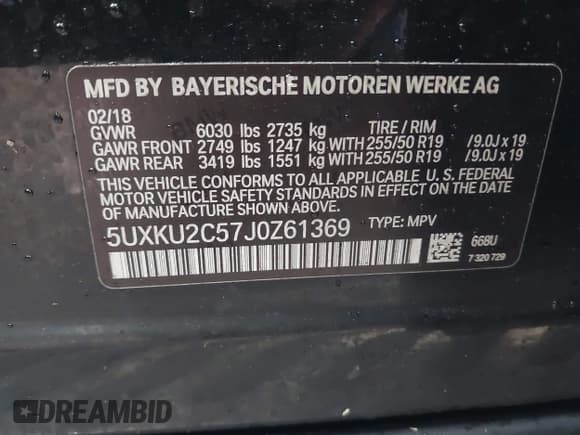 MFD BY BAYERISCHE MOTOREN WERKE AG
02/18
GVWR 6030 lbs 2735 kg TIRE / RIM
GAWR FRONT 2749 lbs 1247 kg WITH 255/50 R19 /9.0J x 19
GAWR REAR 3419 lbs 1551 kg WITH 255/50 R19 /9.0J x 19
THIS VEHICLE CONFORMS TO ALL APPLICABLE U. S. FEDERAL
MOTOR VEHICLE SAFETY STANDARDS IN EFFECT ON THE DATE
OF MANUFACTURE SHOWN ABOVE.
5UXKU2C57J0Z61369 TYPE: MPV
668U
7 320 729
DREAMBID